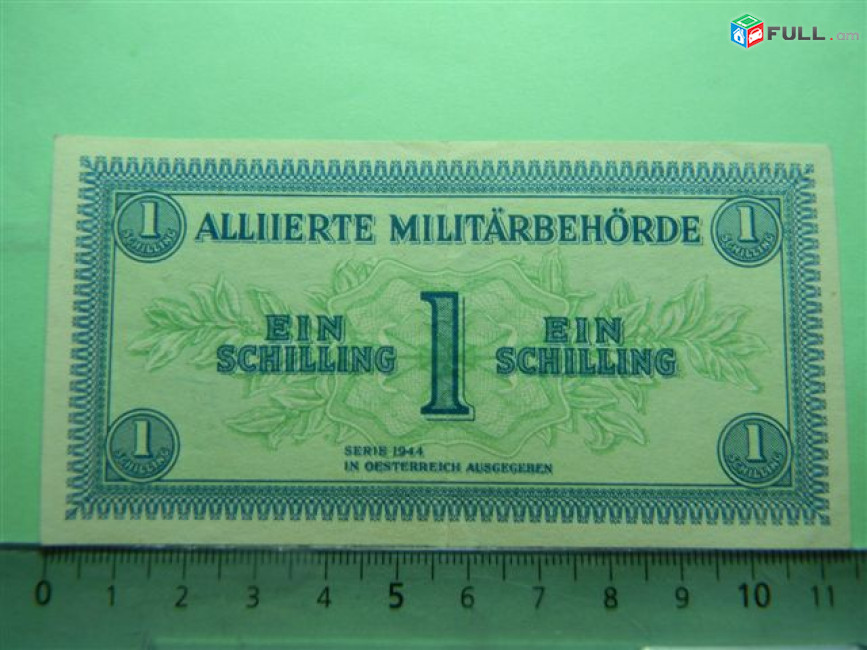 FULL.am
1 ALLIIERTE MILITÄRBEHÖRDE 1
SCHILLING SCHILLING
EIN 1 EIN
SCHILLING SCHILLING
1 1
SCHILLING SCHILLING
SERIE 1944
IN OESTERREICH AUSGEGEBEN
0 1 2 3 4 5 6 7 8 9 10 11